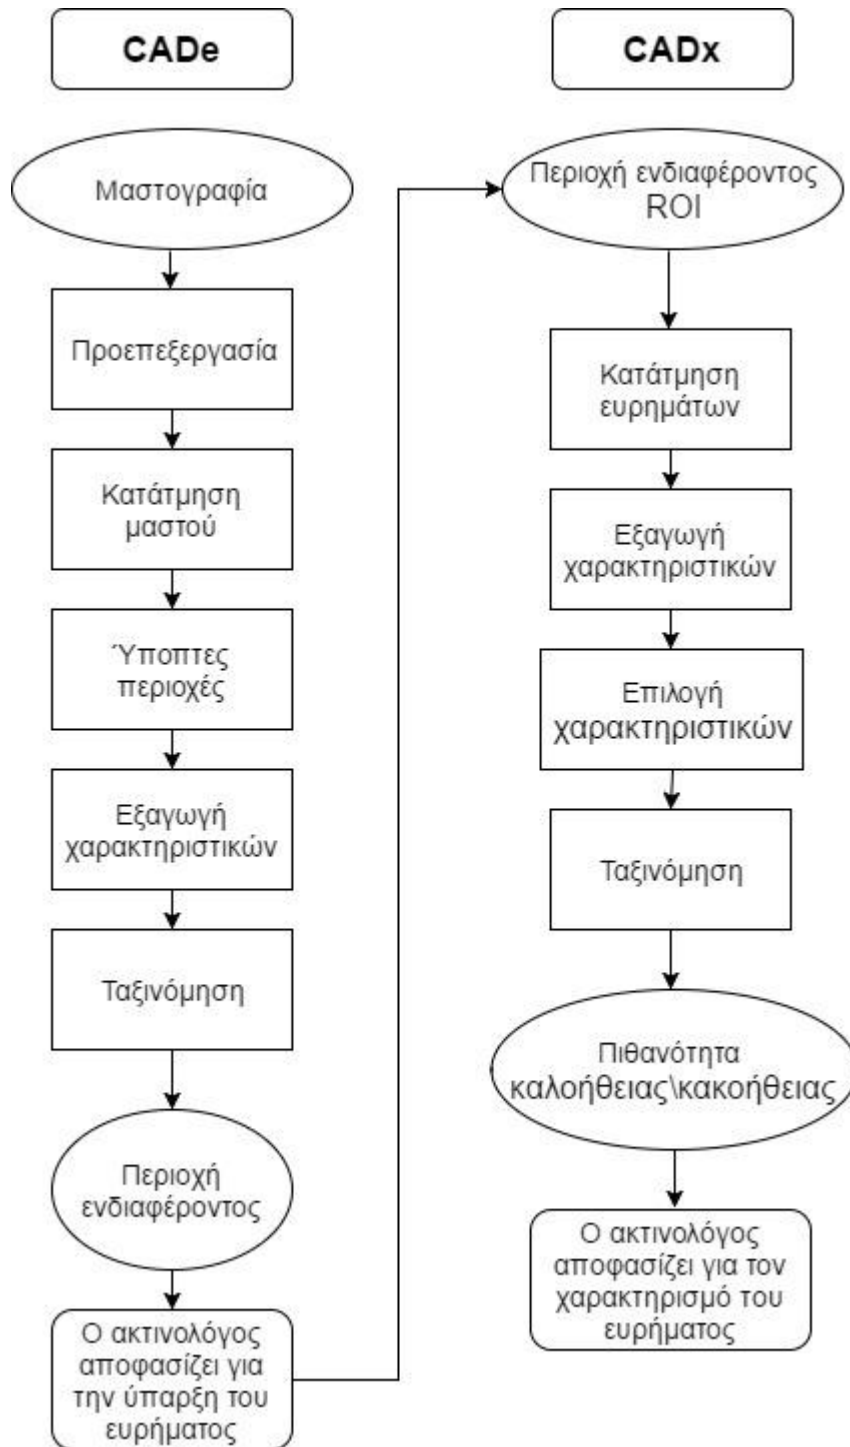 CADe
Μαστογραφία
Προεπεξεργασία
Κατάτμηση
μαστού
Ύποπτες
περιοχές
Εξαγωγή
χαρακτηριστικών
Ταξινόμηση
Περιοχή
ενδιαφέροντος
Ο ακτινολόγος
αποφασίζει για
την ύπαρξη του
ευρήματος
CADx
Περιοχή ενδιαφέροντος
ROI
Κατάτμηση
ευρημάτων
Εξαγωγή
χαρακτηριστικών
Επιλογή
χαρακτηριστικών
Ταξινόμηση
Πιθανότητα
καλοήθειας\κακοήθειας
Ο ακτινολόγος
αποφασίζει για τον
χαρακτηρισμό του
ευρήματος